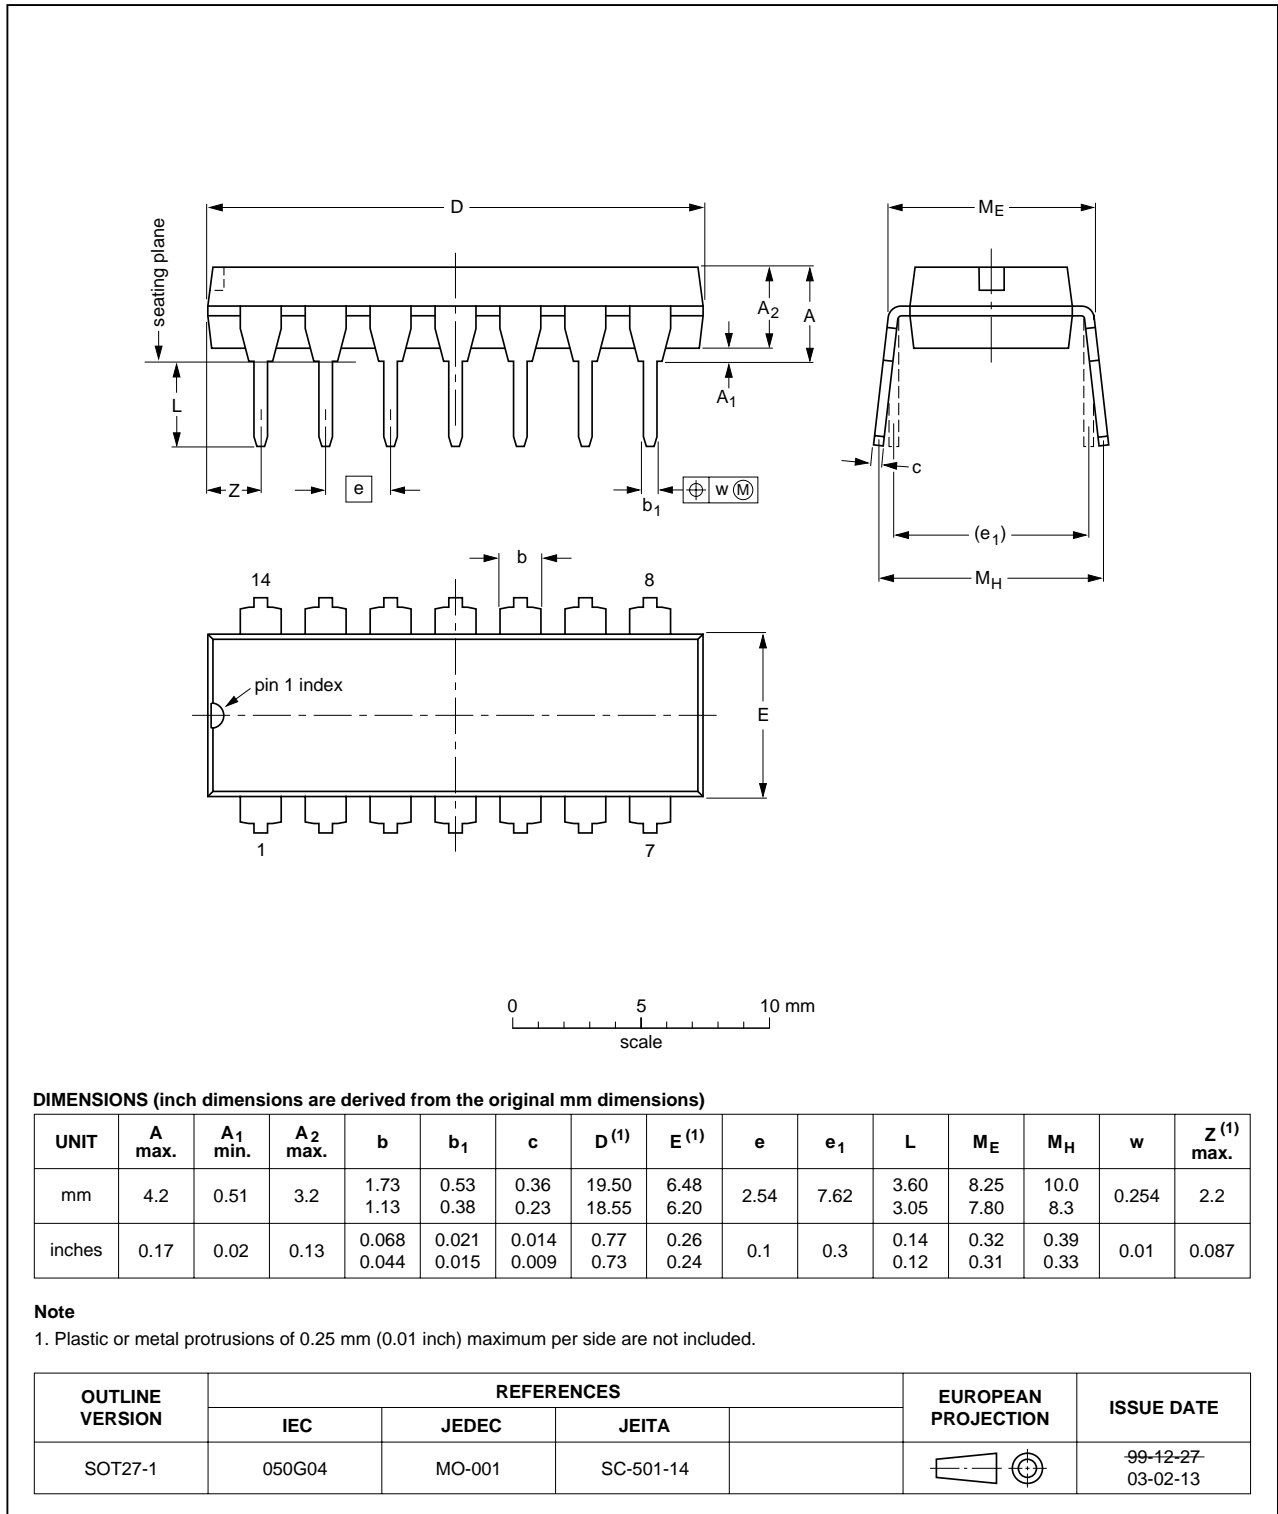 D
ME
seating plane
A2
A
L
A1
Z
e
b1
w M
c
(e1)
MH
b
14
8
pin 1 index
E
1
7
0 5 10 mm
scale
DIMENSIONS (inch dimensions are derived from the original mm dimensions)
UNIT A max. A1 min. A2 max. b b1 c D(1) E(1) e e1 L ME MH w Z(1) max.
mm 4.2 0.51 3.2 1.73 1.13 0.53 0.38 0.36 0.23 19.50 18.55 6.48 6.20 2.54 7.62 3.60 3.05 8.25 7.80 10.0 8.3 0.254 2.2
inches 0.17 0.02 0.13 0.068 0.044 0.021 0.015 0.014 0.009 0.77 0.73 0.26 0.24 0.1 0.3 0.14 0.12 0.32 0.31 0.39 0.33 0.01 0.087
Note
1. Plastic or metal protrusions of 0.25 mm (0.01 inch) maximum per side are not included.
OUTLINE VERSION REFERENCES EUROPEAN PROJECTION ISSUE DATE
IEC JEDEC JEITA
SOT27-1 050G04 MO-001 SC-501-14 99-12-27
03-02-13